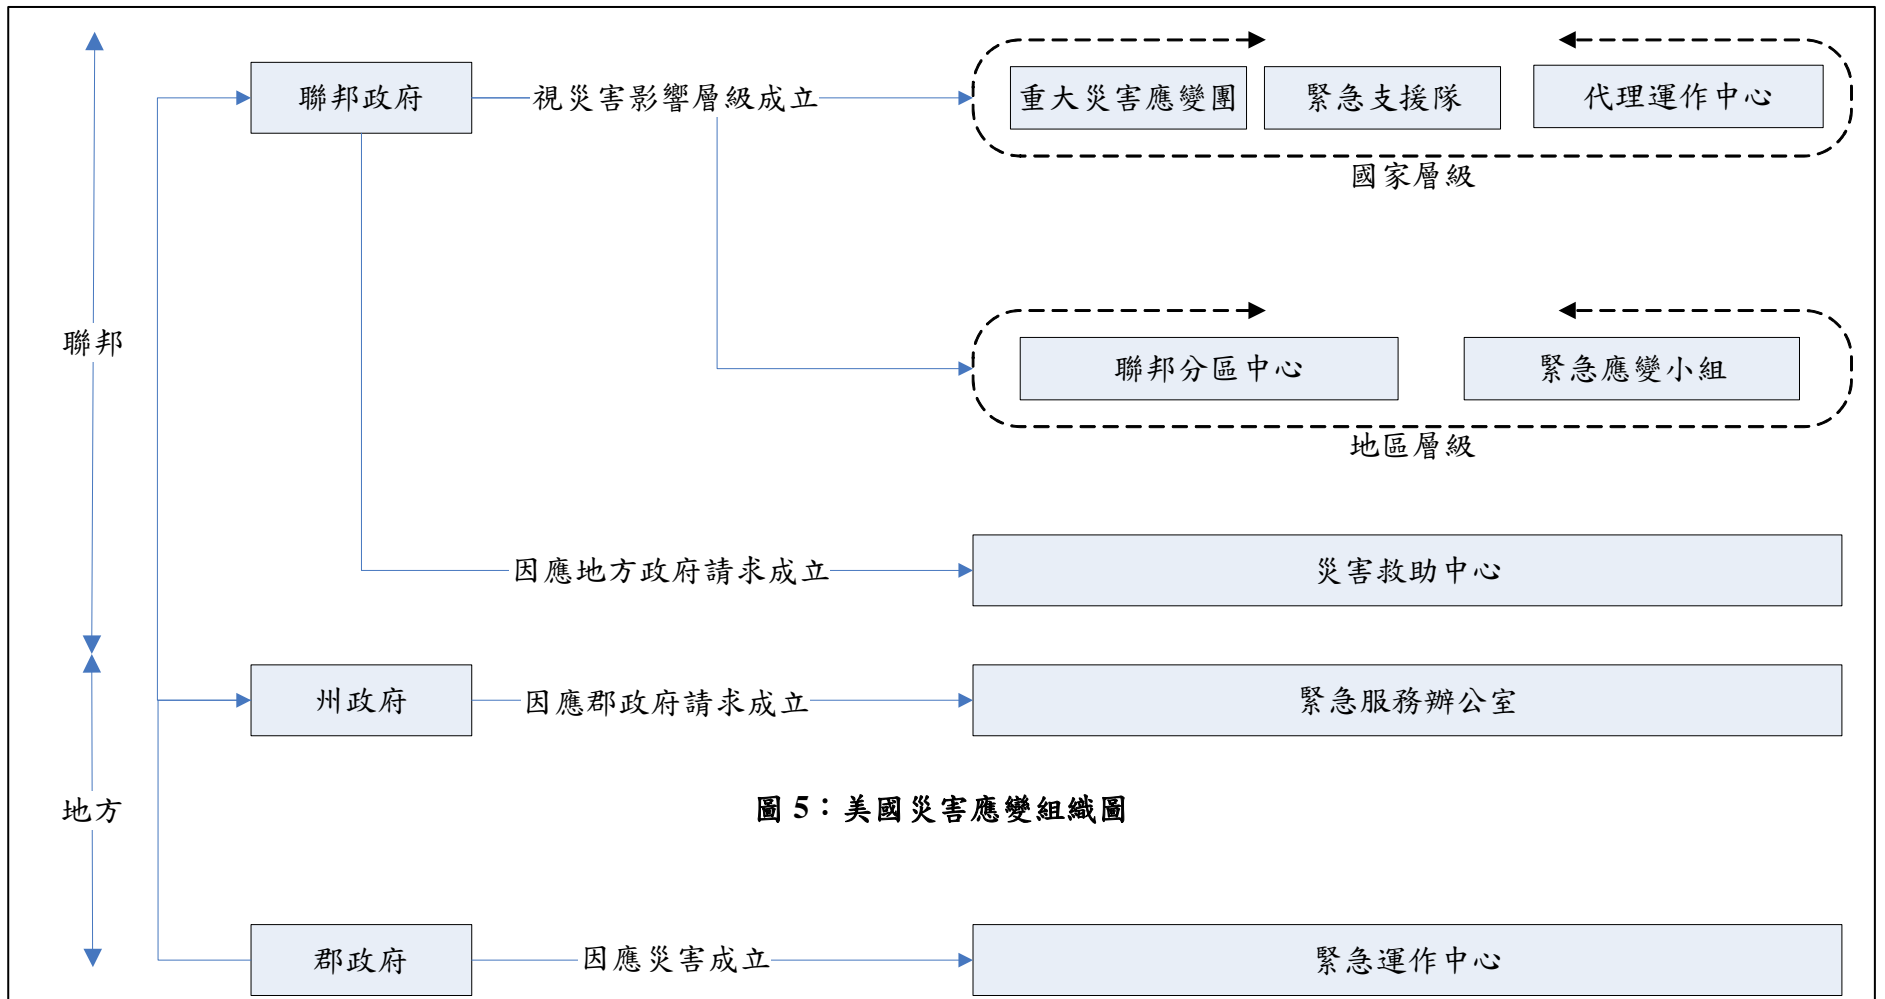 聯邦政府
視災害影響層級成立
重大災害應變團
緊急支援隊
代理運作中心
國家層級
聯邦
聯邦分區中心
緊急應變小組
地區層級
因應地方政府請求成立
災害救助中心
州政府
因應郡政府請求成立
緊急服務辦公室
地方
圖 5：美國災害應變組織圖
郡政府
因應災害成立
緊急運作中心